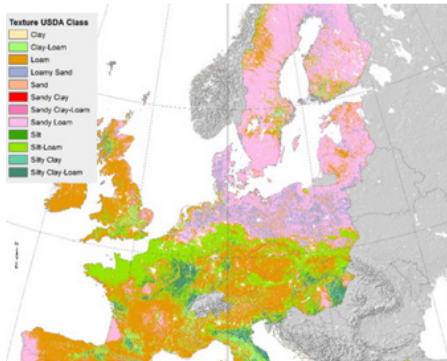 Texture USDA Class
Clay
Clay-Loam
Loam
Loamy Sand
Sand
Sandy Clay
Sandy Clay-Loam
Sandy Loam
Silt
Silt-Loam
Silty Clay
Silty Clay-Loam